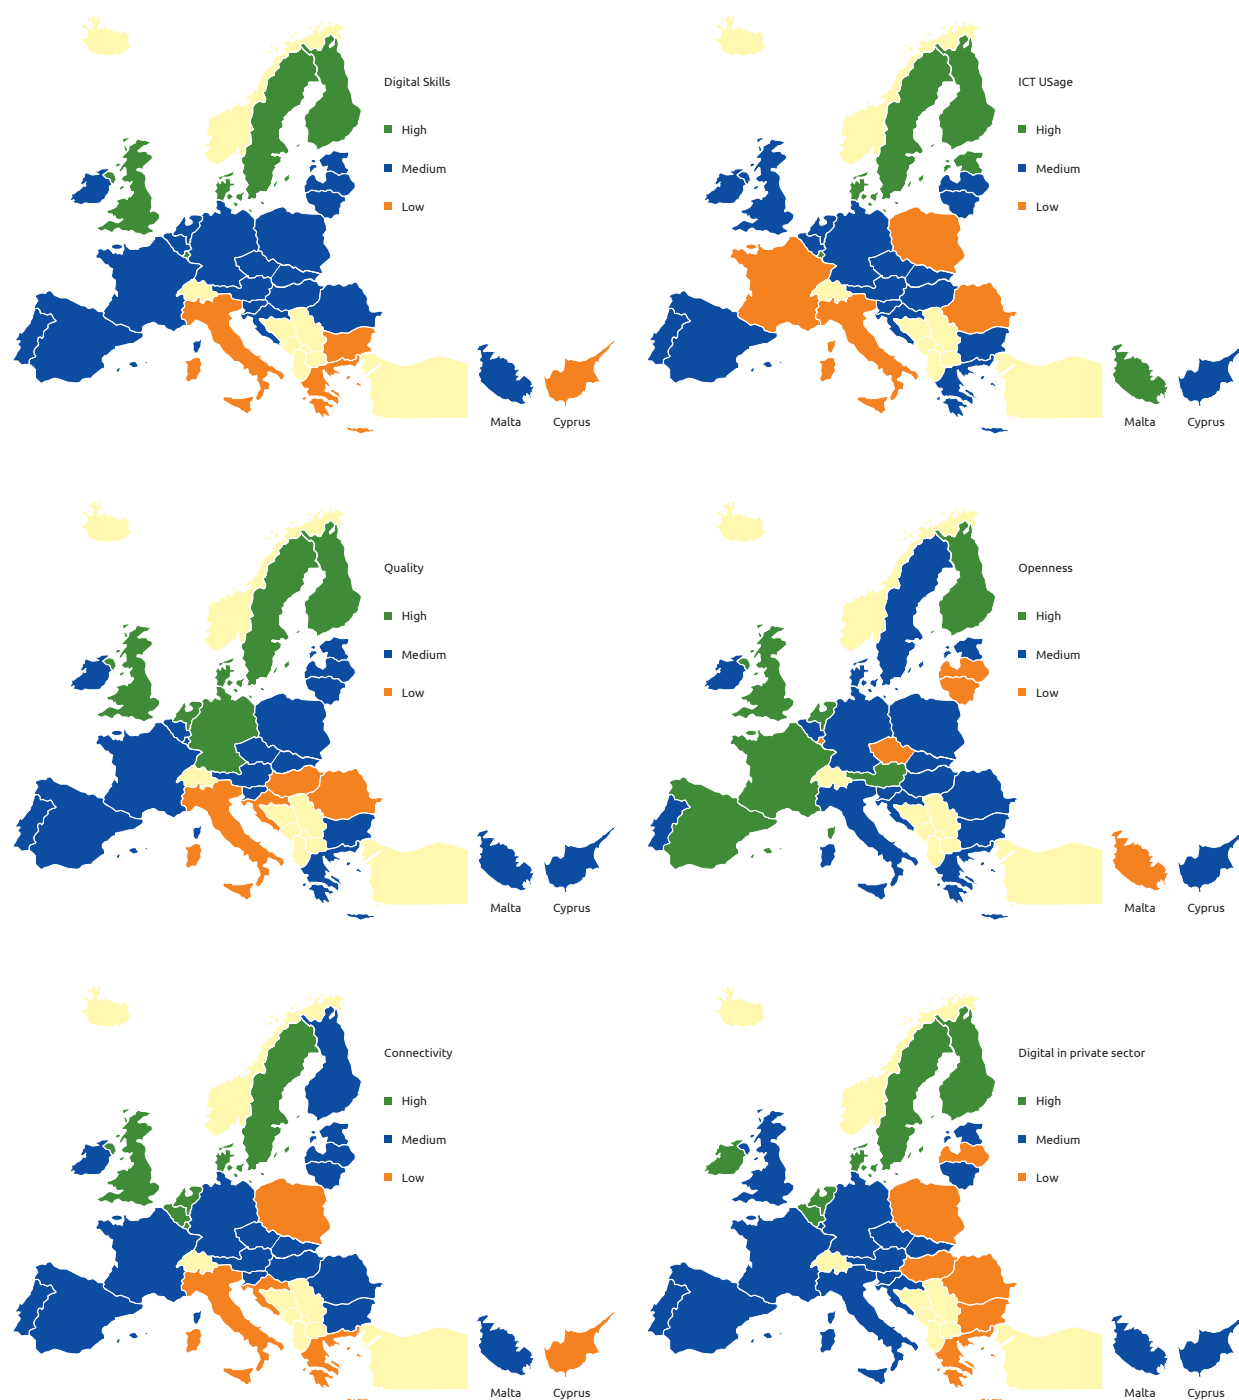 Digital Skills
High
Medium
Low
Malta
Cyprus
ICT USage
High
Medium
Low
Malta
Cyprus
Quality
High
Medium
Low
Malta
Cyprus
Openness
High
Medium
Low
Malta
Cyprus
Connectivity
High
Medium
Low
Malta
Cyprus
Digital in private sector
High
Medium
Low
Malta
Cyprus